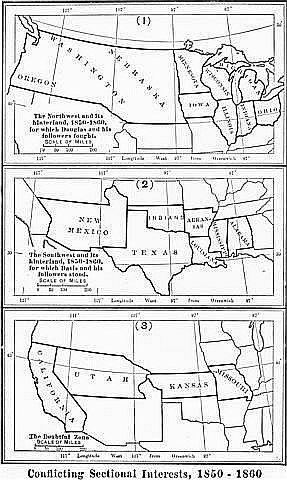 (1)
WASHINGTON
OREGON
NEBRASKA
MINNESOTA
WISCONSIN
IOWA
ILLINOIS
INDIANA
OHIO
The Northwest and its
hinterland, 1850-1860,
for which Douglas and his
followers fought.
SCALE OF MILES
Longitude West from Greenwich
(2)
NEW
MEXICO
INDIANS
TEXAS
ARKAN-
SAS
LOUISIANA
MISSISSIPPI
ALABAMA
The Southwest and its
hinterland, 1850-1860,
for which Davis and his
followers stood.
SCALE OF MILES
Longitude West from Greenwich
(3)
CALIFORNIA
UTAH
KANSAS
MISSOURI
The Doubtful Zone
SCALE OF MILES
Longitude West from Greenwich
Conflicting Sectional Interests, 1850 - 1860